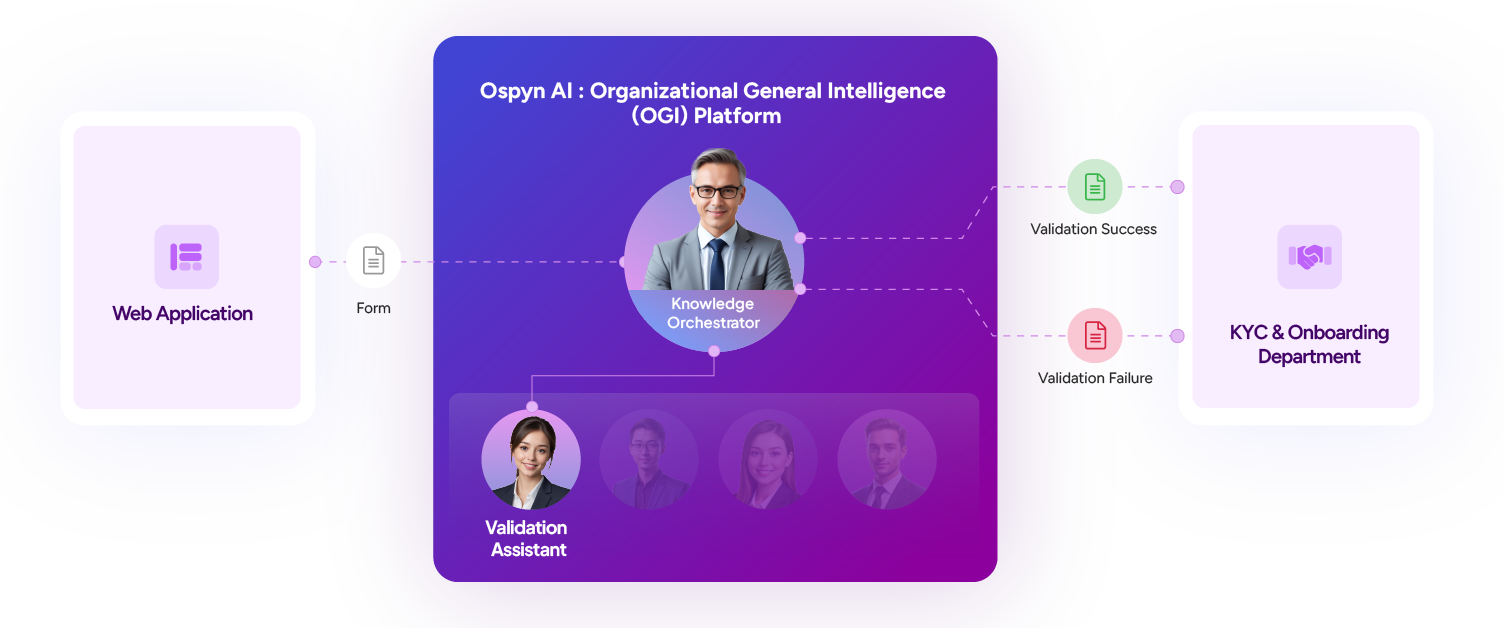 Ospyn AI : Organizational General Intelligence
(OGI) Platform
Web Application
Form
Knowledge
Orchestrator
Validation
Assistant
Validation Success
Validation Failure
KYC & Onboarding
Department